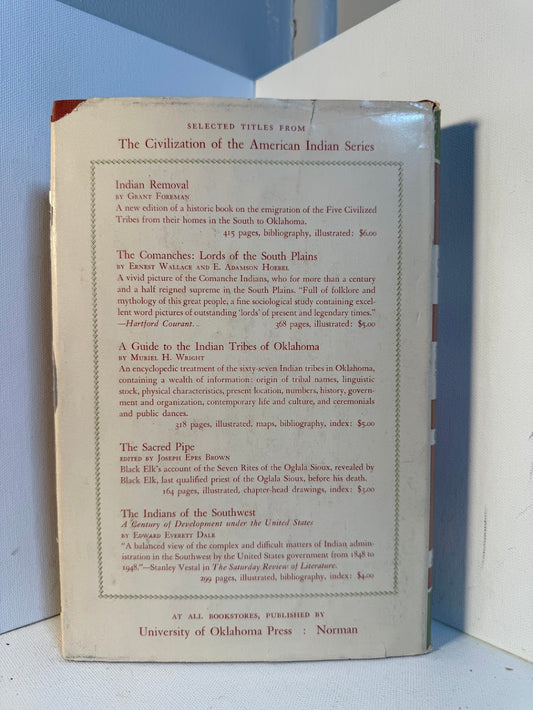 SELECTED TITLES FROM
The Civilization of the American Indian Series
Indian Removal
BY GRANT FOREMAN
A new edition of a historic book on the emigration of the Five Civilized
Tribes from their homes in the South to Oklahoma.
415 pages, bibliography, illustrated: $6.00
The Comanches: Lords of the South Plains
BY ERNEST WALLACE AND E. ADAMSON HOEBEL
A vivid picture of the Comanche Indians, who for more than a century
and a half reigned supreme in the South Plains. "Full of folklore and
mythology of this great people, a fine sociological study containing excel-
lent word pictures of outstanding 'lords' of present and legendary times."
—Hartford Courant. . 368 pages, illustrated: $5.00
A Guide to the Indian Tribes of Oklahoma
BY MURIEL H. WRIGHT
An encyclopedic treatment of the sixty-seven Indian tribes in Oklahoma,
containing a wealth of information: origin of tribal names, linguistic
stock, physical characteristics, present location, numbers, history, govern-
ment and organization, contemporary life and culture, and ceremonials
and public dances.
318 pages, illustrated, maps, bibliography, index: $5.00
The Sacred Pipe
EDITED BY JOSEPH EPES BROWN
Black Elk's account of the Seven Rites of the Oglala Sioux, revealed by
Black Elk, last qualified priest of the Oglala Sioux, before his death.
164 pages, illustrated, chapter-head drawings, index: $3.00
The Indians of the Southwest
A Century of Development under the United States
BY EDWARD EVERETT DALE
"A balanced view of the complex and difficult matters of Indian admin-
istration in the Southwest by the United States government from 1848 to
1948."—Stanley Vestal in The Saturday Review of Literature.
299 pages, illustrated, bibliography, index: $4.00
AT ALL BOOKSTORES, PUBLISHED BY
University of Oklahoma Press : Norman